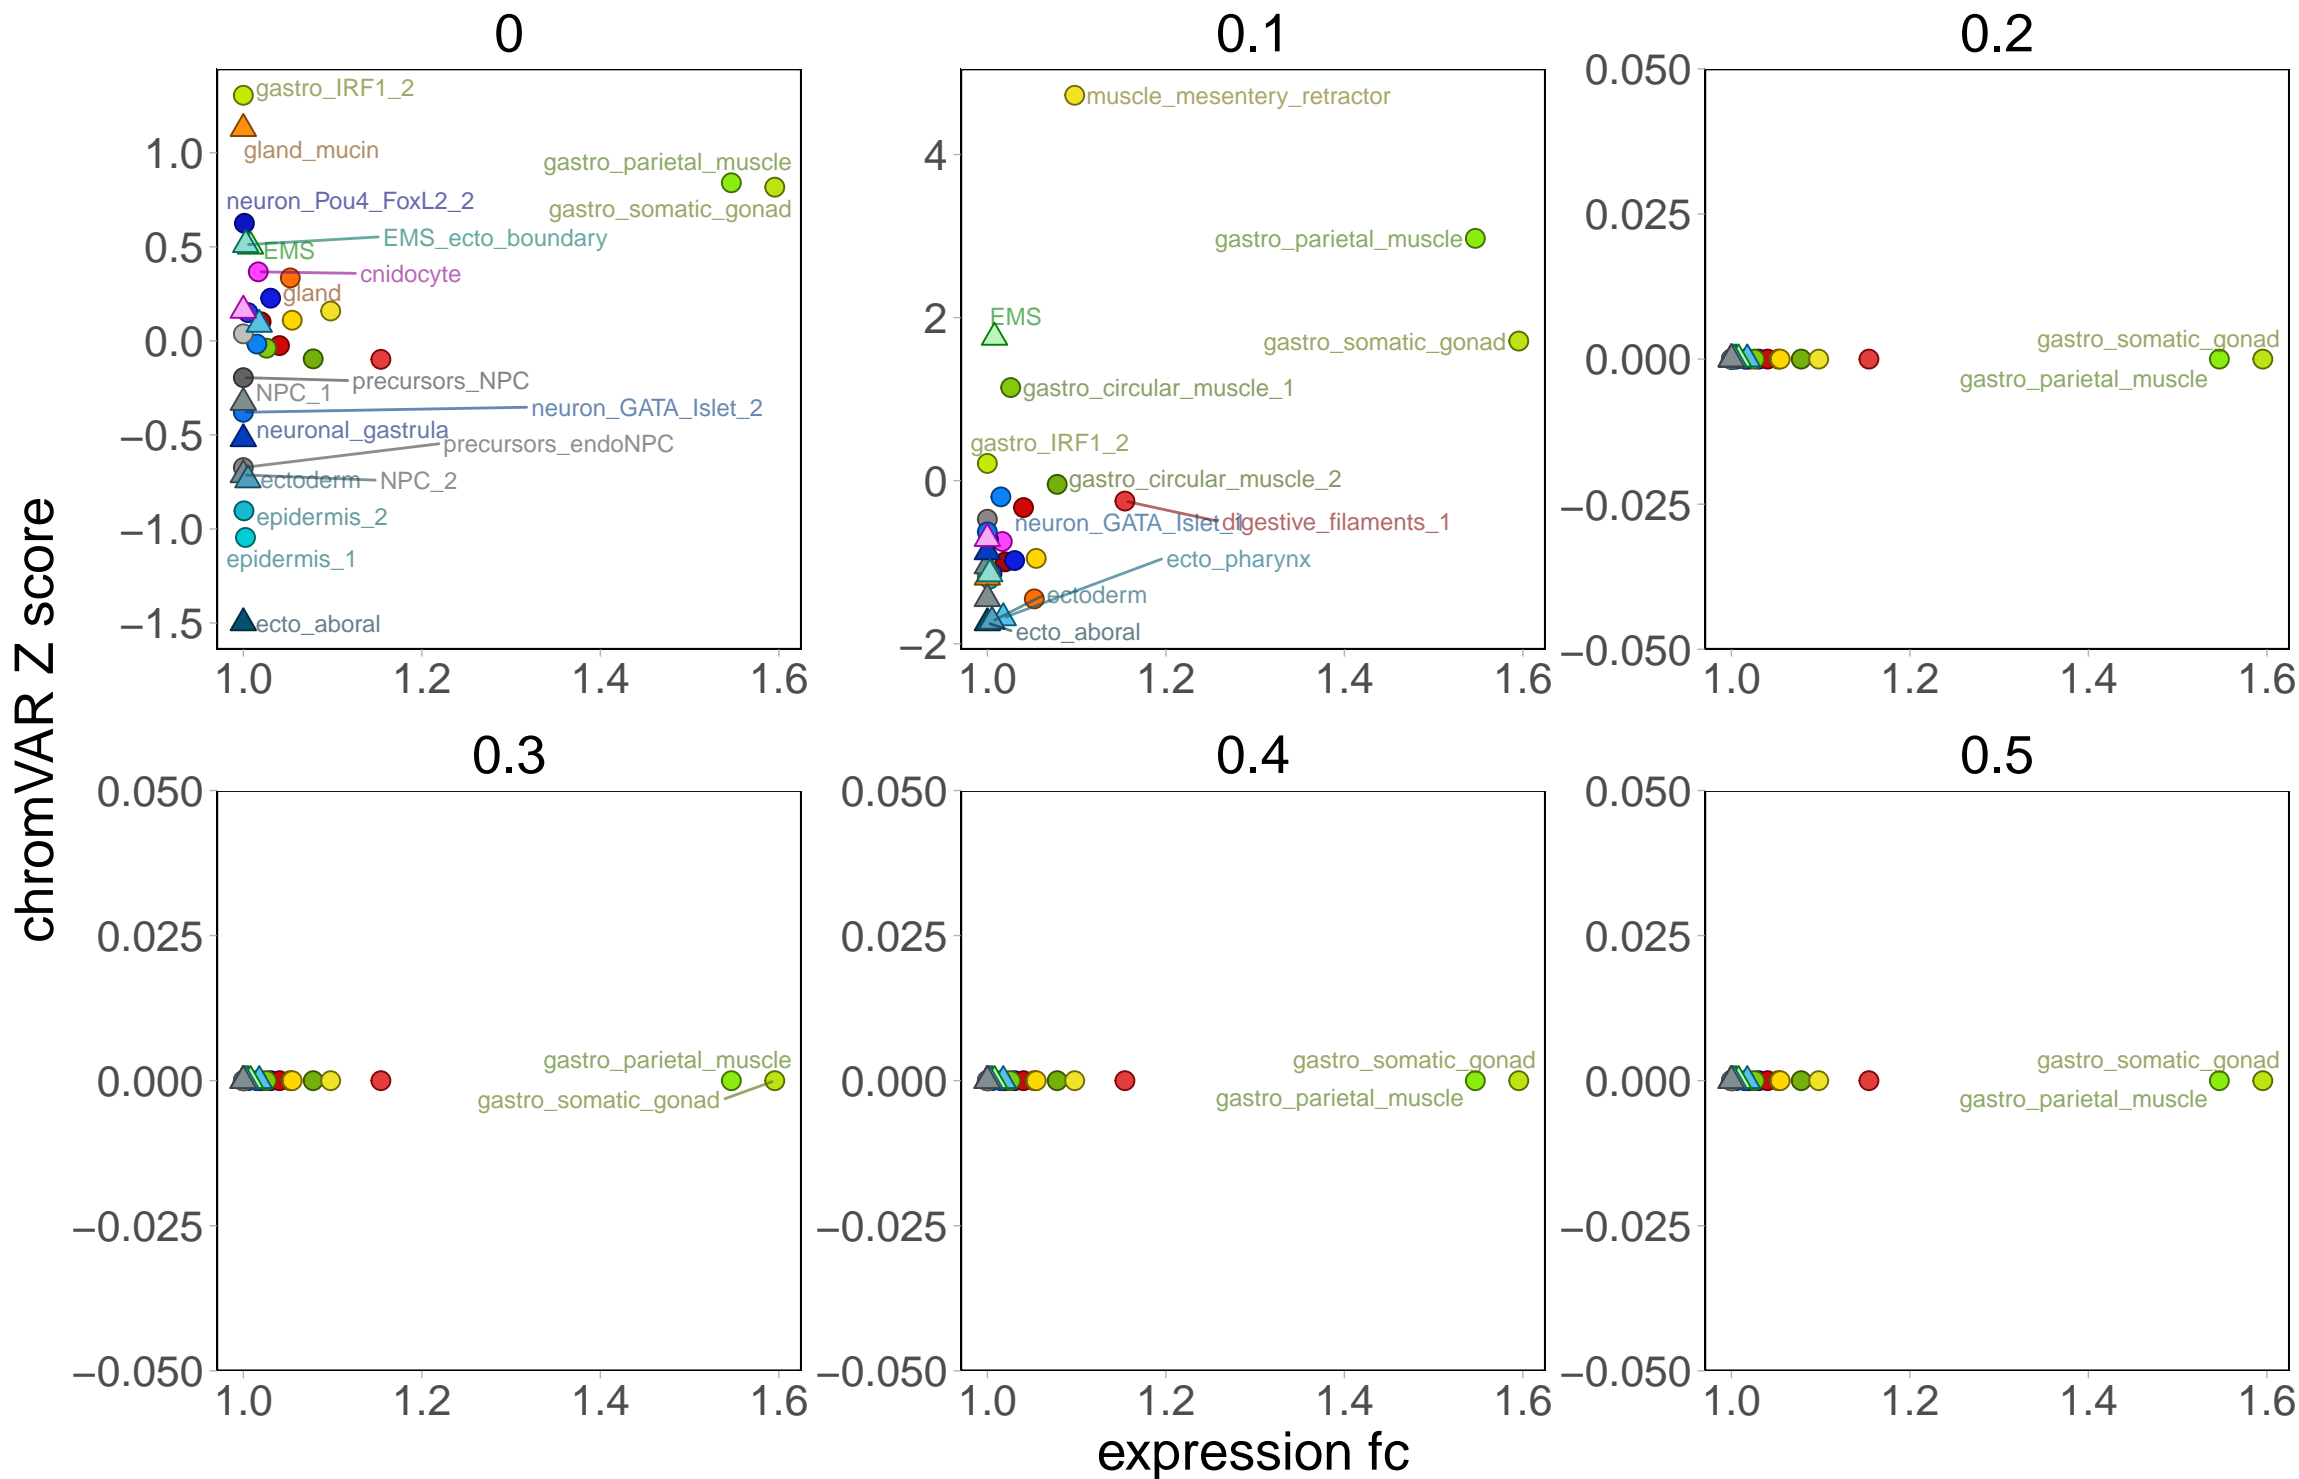 0
0.1
0.2
gastro_IRF1_2
gland_mucin
gastro_parietal_muscle
neuron_Pou4_FoxL2_2
gastro_somatic_gonad
EMS_ecto_boundary
EMS
cnidocyte
gland
precursors_NPC
NPC_1
neuron_GATA_Islet_2
neuronal_gastrula
precursors_endoNPC
ectoderm
NPC_2
epidermis_2
epidermis_1
ecto_aboral
1.0
0.5
0.0
−0.5
−1.0
−1.5
1.0 1.2 1.4 1.6
muscle_mesentery_retractor
gastro_parietal_muscle
EMS
gastro_somatic_gonad
gastro_circular_muscle_1
gastro_IRF1_2
gastro_circular_muscle_2
neuron_GATA_Islet_1
digestive_filaments_1
ecto_pharynx
ectoderm
ecto_aboral
4
2
0
−2
1.0 1.2 1.4 1.6
0.050
0.025
0.000
−0.025
−0.050
gastro_somatic_gonad
gastro_parietal_muscle
1.0 1.2 1.4 1.6
chromVAR Z score
0.3
0.4
0.5
0.050
0.025
0.000
−0.025
−0.050
gastro_parietal_muscle
gastro_somatic_gonad
1.0 1.2 1.4 1.6
0.050
0.025
0.000
−0.025
−0.050
gastro_somatic_gonad
gastro_parietal_muscle
1.0 1.2 1.4 1.6
0.050
0.025
0.000
−0.025
−0.050
gastro_somatic_gonad
gastro_parietal_muscle
1.0 1.2 1.4 1.6
expression fc